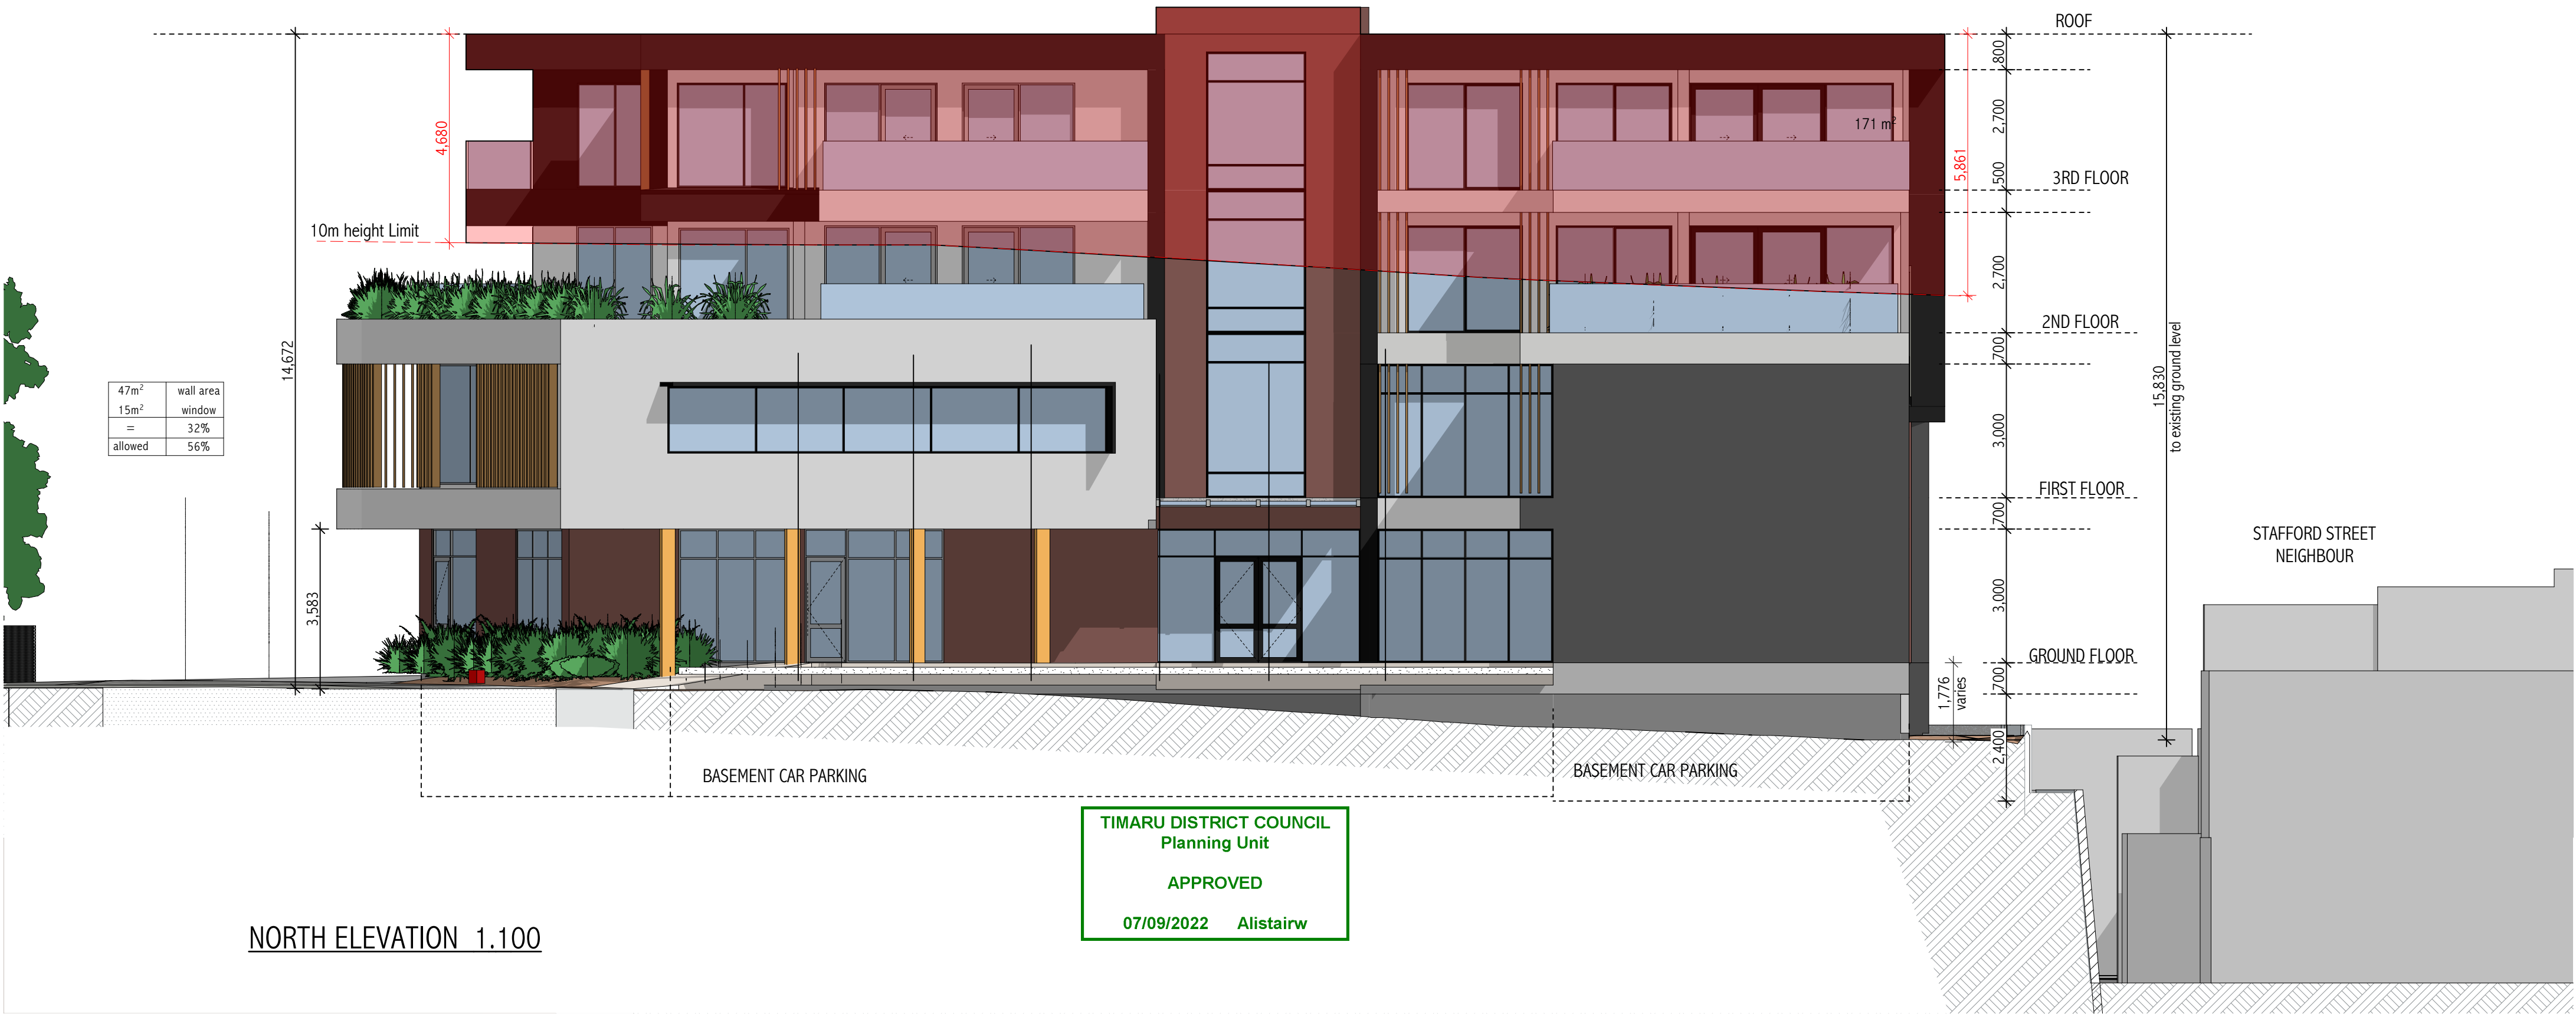 ROOF
800
4,680
2,700
171 m²
5,861
500
3RD FLOOR
10m height Limit
2,700
2ND FLOOR
14,672
700
15,830
to existing ground level
47m² wall area
15m² window
= 32%
allowed 56%
3,000
FIRST FLOOR
700
STAFFORD STREET
NEIGHBOUR
3,583
3,000
GROUND FLOOR
700
1,776
varies
2,400
BASEMENT CAR PARKING
BASEMENT CAR PARKING
TIMARU DISTRICT COUNCIL
Planning Unit
APPROVED
07/09/2022 Alistairw
NORTH ELEVATION 1.100